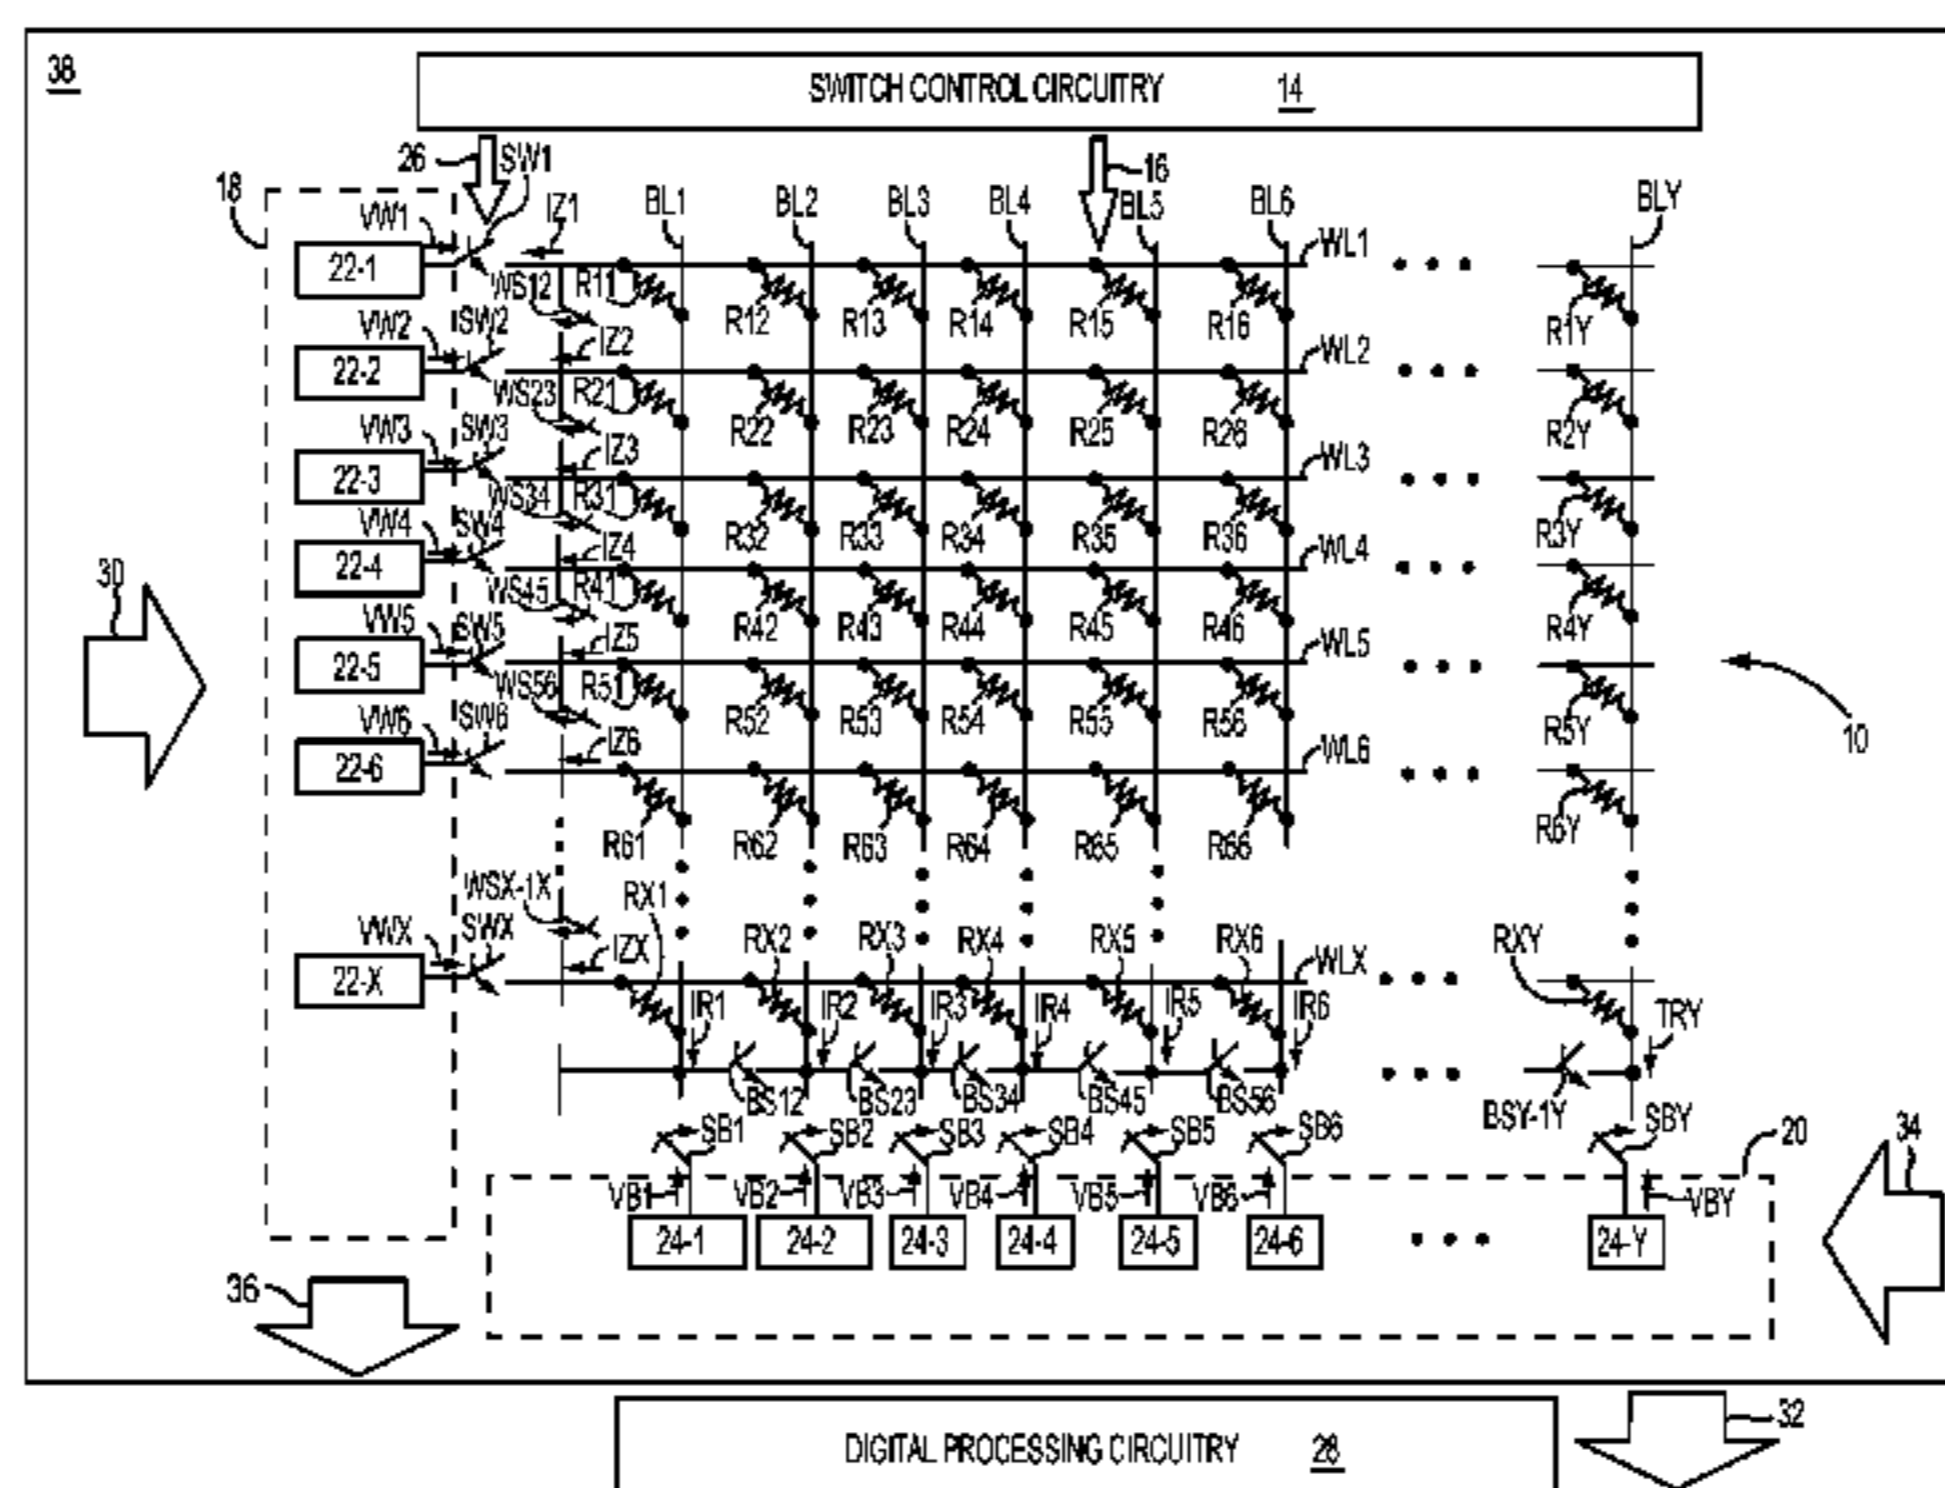 38
SWITCH CONTROL CIRCUITRY 14
26 SW1 16
18 VW1 IZ1 BL1 BL2 BL3 BL4 BL5 BL6 BLY
22-1 WS12 R11 R12 R13 R14 R15 R16 WL1 R1Y
VW2 SW2 IZ2
22-2 WS23 R21 R22 R23 R24 R25 R26 WL2 R2Y
VW3 SW3 IZ3
22-3 WS34 R31 R32 R33 R34 R35 R36 WL3 R3Y
VW4 SW4 IZ4
22-4 WS45 R41 R42 R43 R44 R45 R46 WL4 R4Y
30 VW5 SW5 IZ5
22-5 WS56 R51 R52 R53 R54 R55 R56 WL5 R5Y
10
VW6 SW6 IZ6
22-6 R61 R62 R63 R64 R65 R66 WL6 R6Y
WSX-1X RX1
VWX SWX IZX RX2 RX3 RX4 RX5 RX6 WLX RXY
22-X
IR1 IR2 IR3 IR4 IR5 IR6 TRY
BS12 BS23 BS34 BS45 BS56 BSY-1Y
SB1 SB2 SB3 SB4 SB5 SB6 SBY 20 34
VB1 VB2 VB3 VB4 VB5 VB6 VBY
24-1 24-2 24-3 24-4 24-5 24-6 24-Y
36
32
DIGITAL PROCESSING CIRCUITRY 28